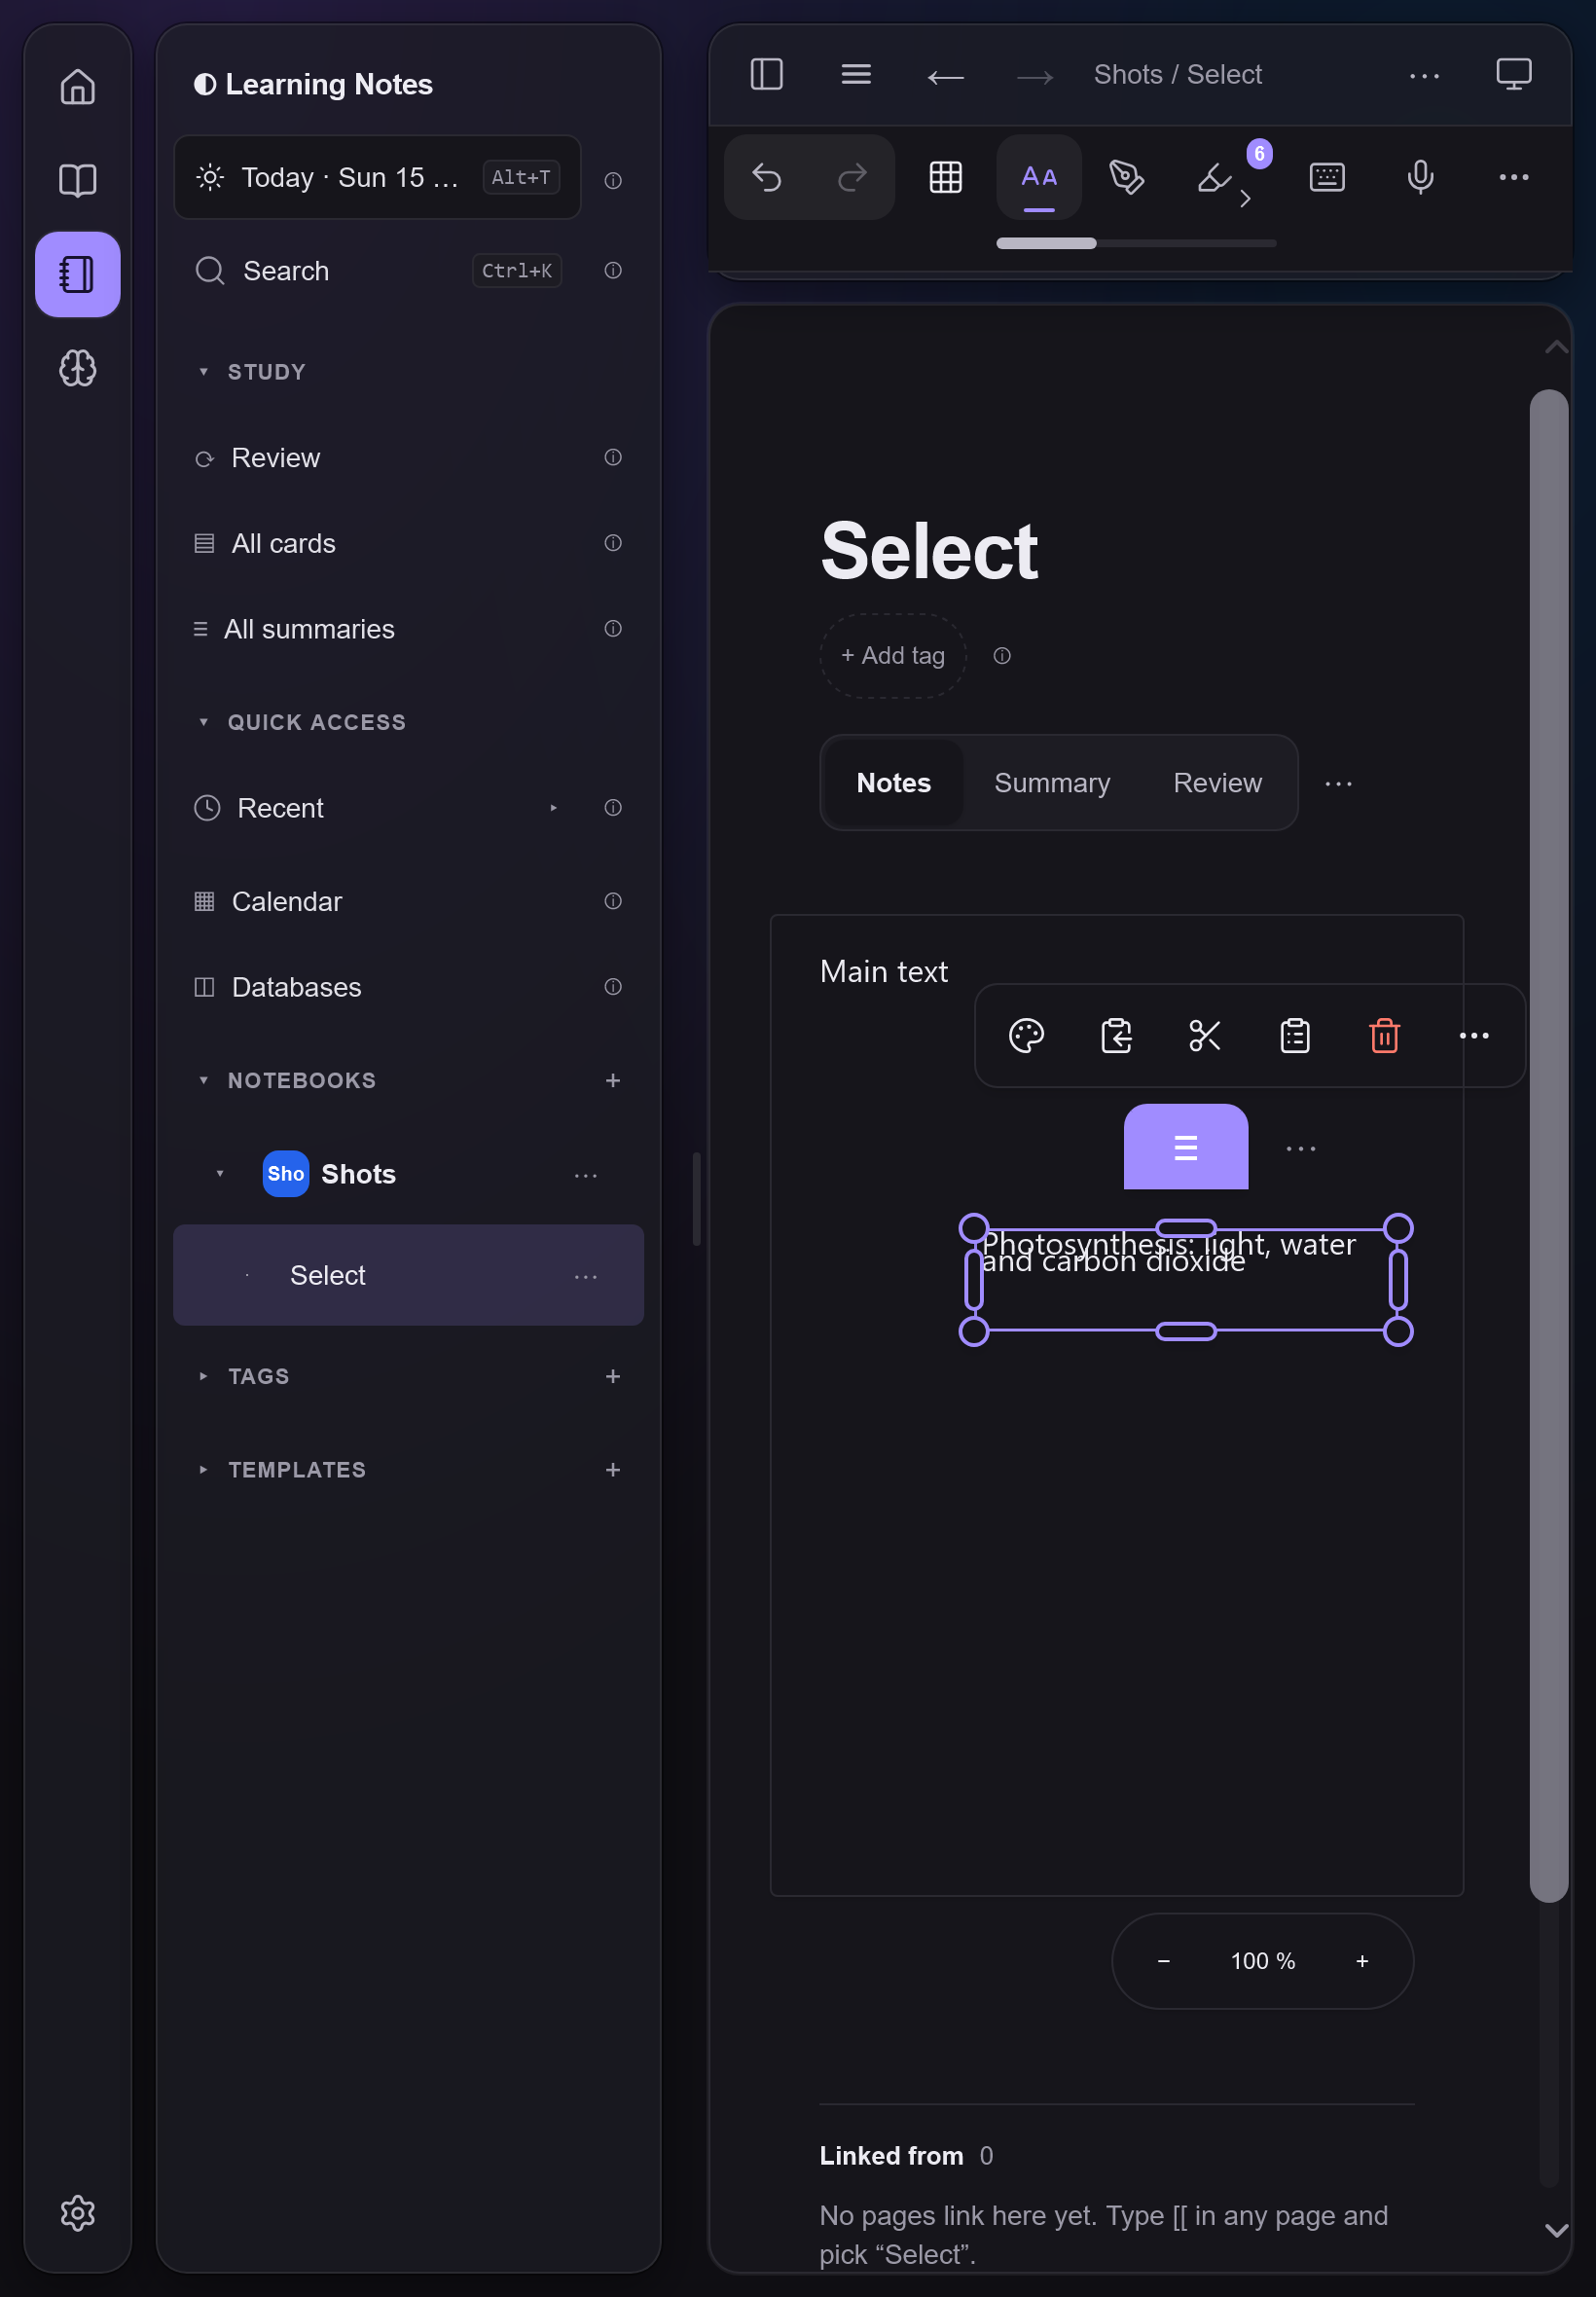 Learning Notes
Today · Sun 15 … Alt+T
Search Ctrl+K
STUDY
Review
All cards
All summaries
QUICK ACCESS
Recent
Calendar
Databases
NOTEBOOKS +
Sho Shots
Select
TAGS +
TEMPLATES +
Shots / Select
AA
6
Select
+ Add tag
Notes Summary Review
Main text
Photosynthesis: light, water
and carbon dioxide
− 100 % +
Linked from 0
No pages link here yet. Type [[ in any page and
pick “Select”.